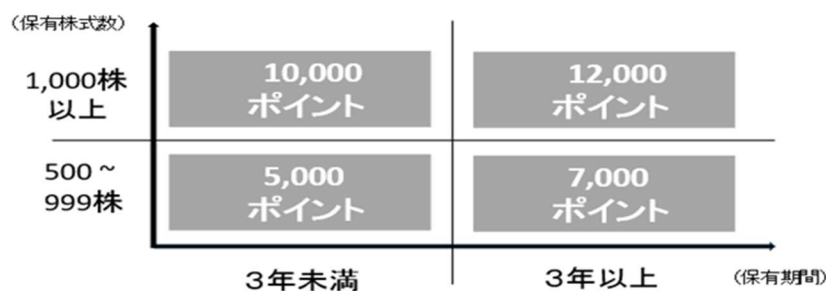 (保有株式数)
1,000株
以上
10,000
ポイント
12,000
ポイント
500~
999株
5,000
ポイント
7,000
ポイント
3年未満
3年以上
(保有期間)